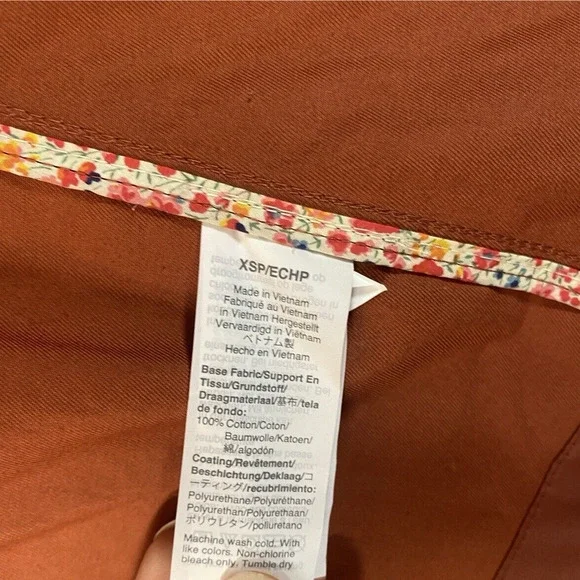 XSP/ECHP
Made in Vietnam
Fabriqué au Vietnam
in Vietnam Hergestellt
Vervaardigd in Vietnam
ベトナム製
Hecho en Vietnam
Base Fabric/Support En
Tissu/Grundstoff/
Draagmateriaal/基布/tela
de fondo:
100% Cotton/Coton/
Baumwolle/Katoen/
綿/algodón
Coating/Revêtement/
Beschichtung/Deklaag/コ
ーティング/recubrimiento:
Polyurethane/Polyuréthane/
Polyurethan/Polyurethaan/
ポリウレタン/poliuretano
Machine wash cold. With
like colors. Non-chlorine
bleach only. Tumble dry